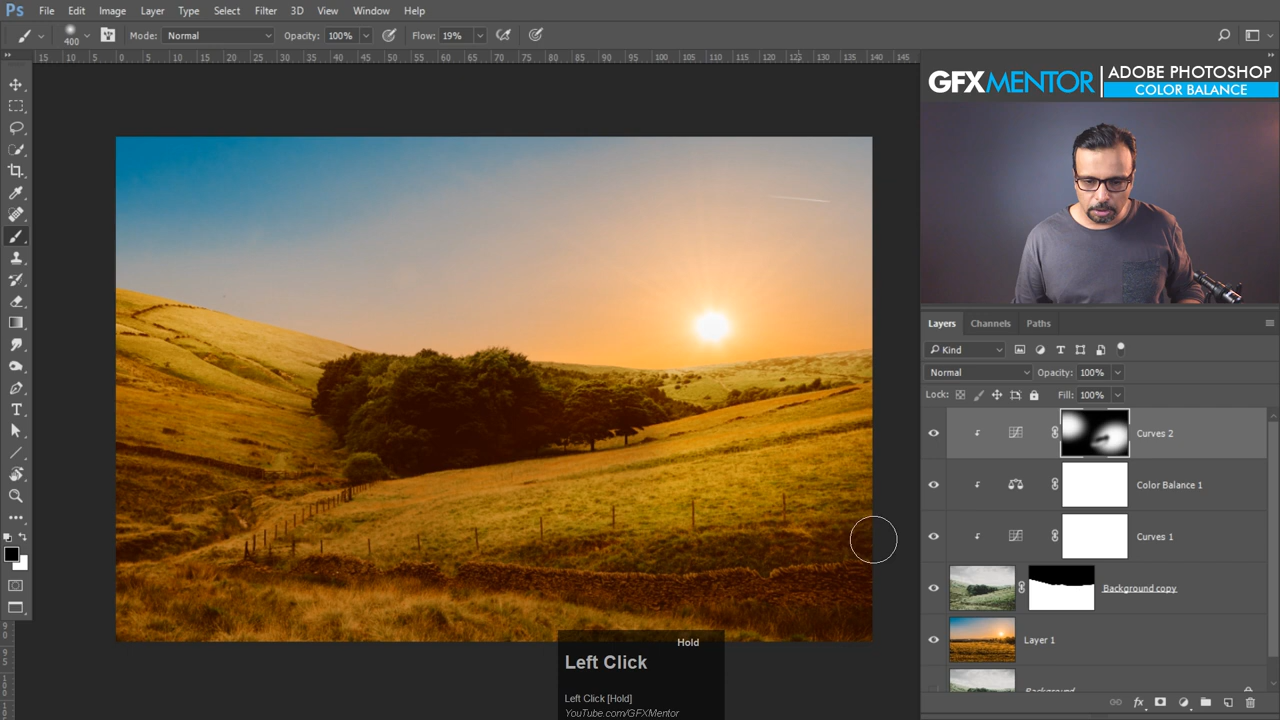 Ps File Edit Image Layer Type Select Filter 3D View Window Help
400 Mode: Normal Opacity: 100% Flow: 19%
15 10 5 0 5 10 15 20 25 30 35 40 45 50 55 60 65 70 75 80 85 90 95 100 105 110 115 120 125 130 135 140 145
GFXMENTOR ADOBE PHOTOSHOP
COLOR BALANCE
Layers Channels Paths
Kind
Normal Opacity: 100%
Lock: Fill: 100%
Curves 2
Color Balance 1
Curves 1
Background copy
Layer 1
Background
Hold
Left Click
Left Click [Hold]
YouTube.com/GFXMentor